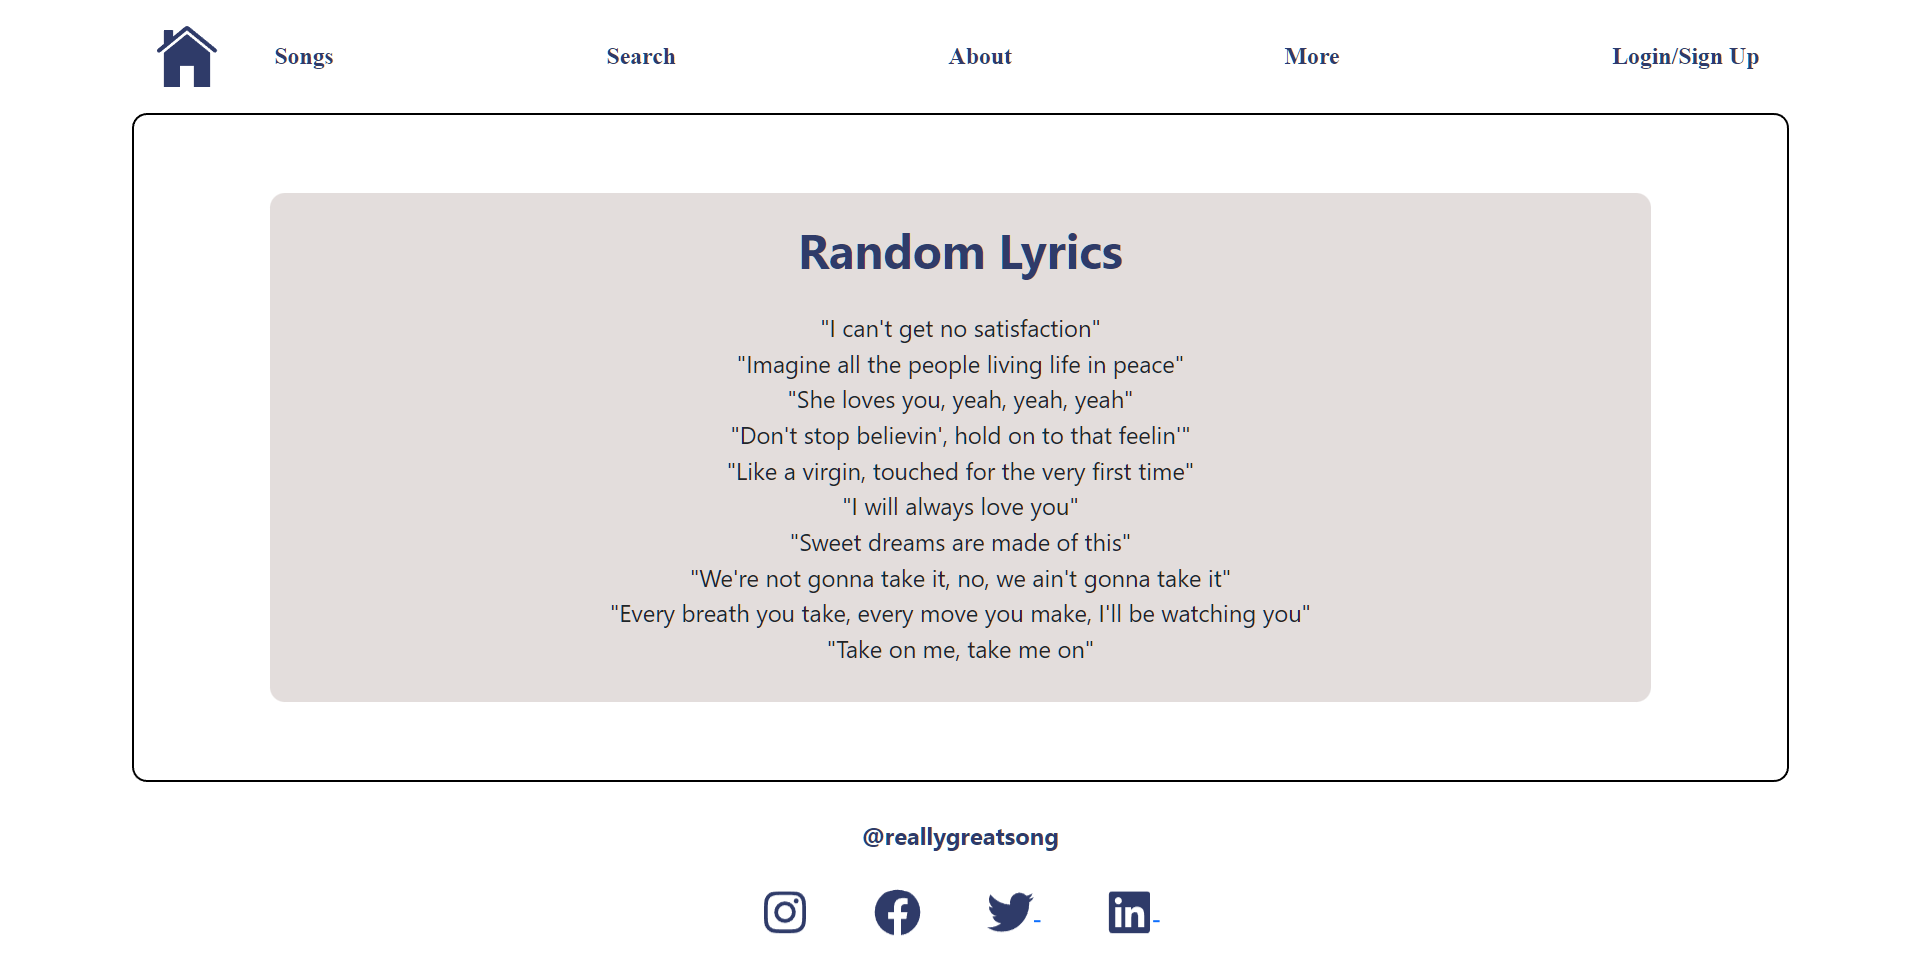 Songs Search About More Login/Sign Up
Random Lyrics
"I can't get no satisfaction"
"Imagine all the people living life in peace"
"She loves you, yeah, yeah, yeah"
"Don't stop believin', hold on to that feelin'"
"Like a virgin, touched for the very first time"
"I will always love you"
"Sweet dreams are made of this"
"We're not gonna take it, no, we ain't gonna take it"
"Every breath you take, every move you make, I'll be watching you"
"Take on me, take me on"
@reallygreatsong